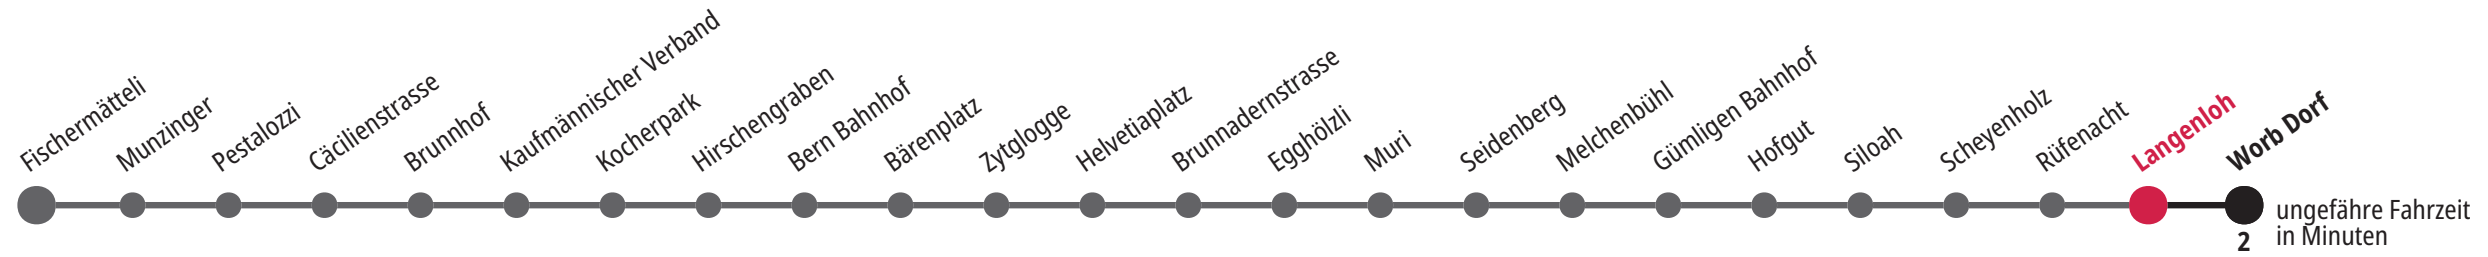 Fischermätteli
Munzinger
Pestalozzi
Cäcilienstrasse
Brunnhof
Kaufmännischer Verband
Kocherpark
Hirschengraben
Bern Bahnhof
Bärenplatz
Zytglogge
Helvetiaplatz
Brunnadernstrasse
Egghölzli
Muri
Seidenberg
Melchenbühl
Gümligen Bahnhof
Hofgut
Siloah
Scheyenholz
Rüfenacht
Langenloh
Worb Dorf
2
ungefähre Fahrzeit
in Minuten